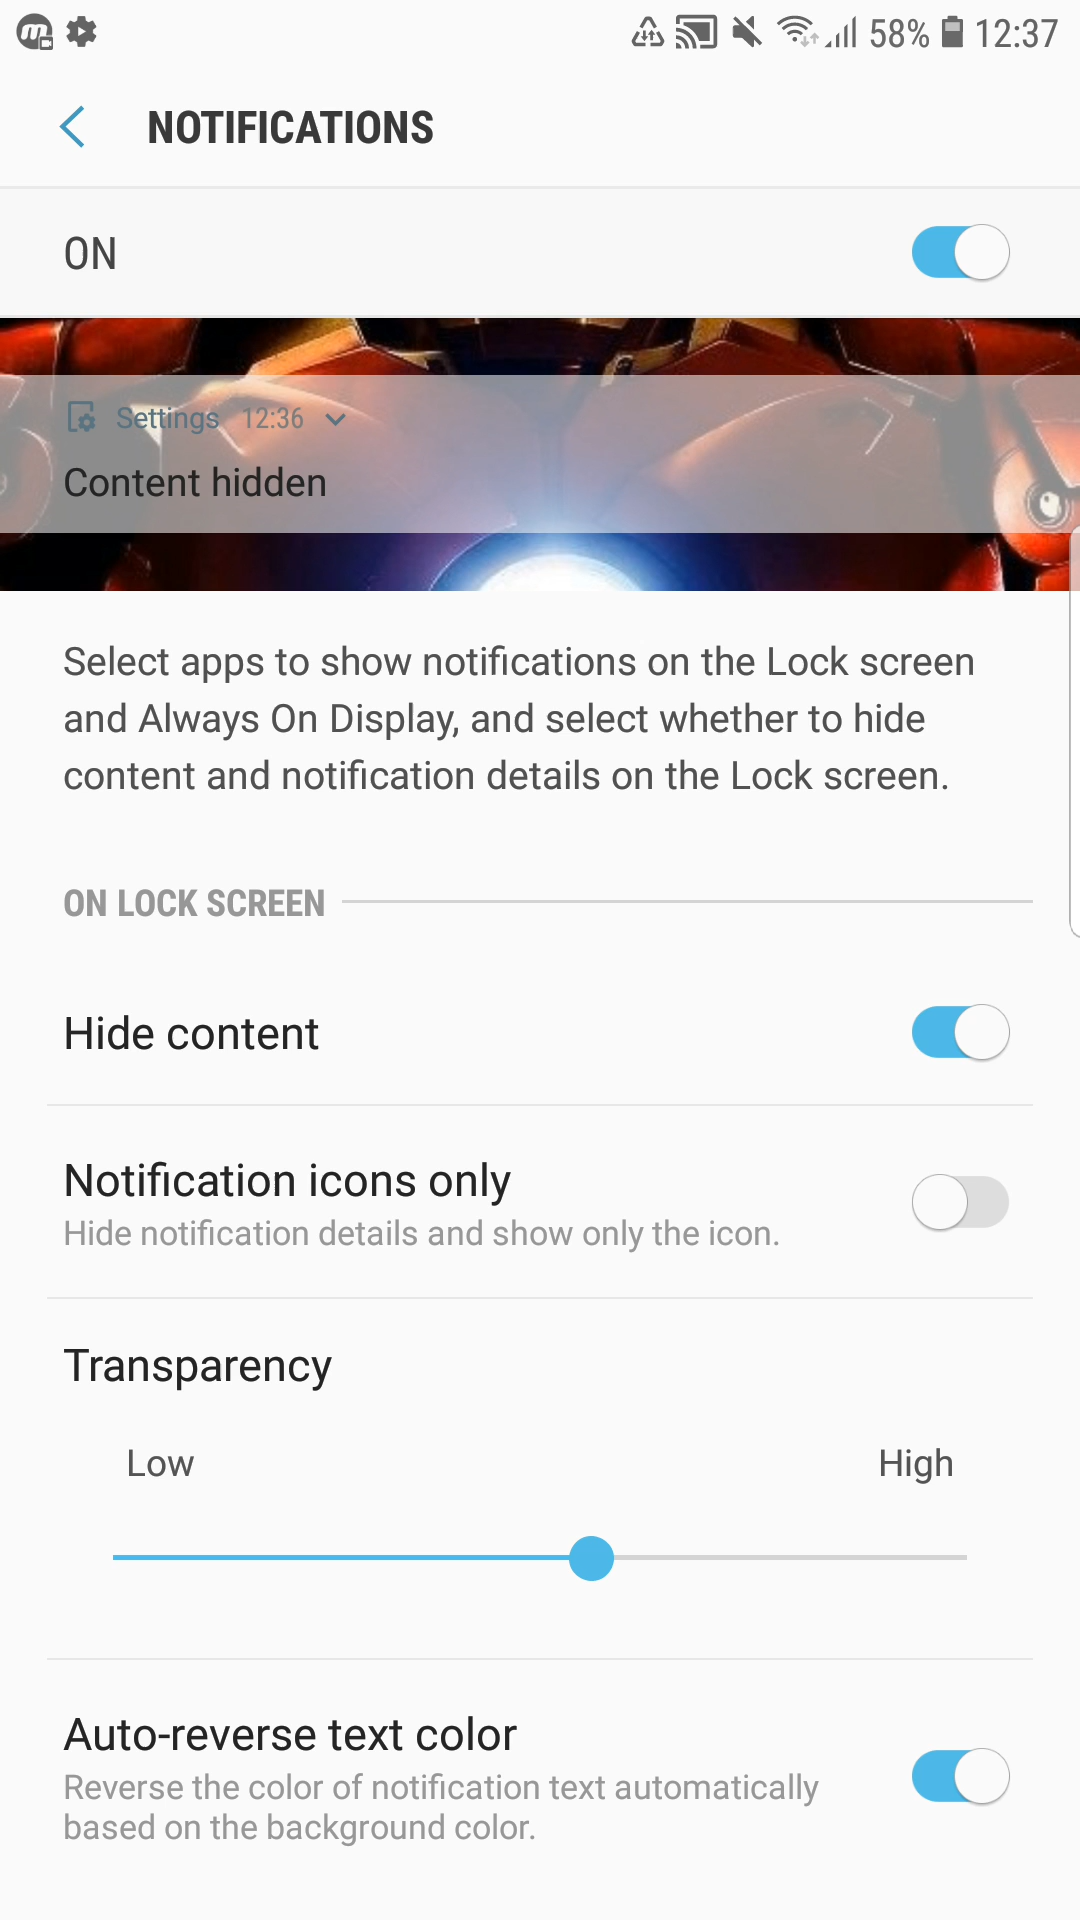 58% 12:37
NOTIFICATIONS
ON
Settings 12:36
Content hidden
Select apps to show notifications on the Lock screen
and Always On Display, and select whether to hide
content and notification details on the Lock screen.
ON LOCK SCREEN
Hide content
Notification icons only
Hide notification details and show only the icon.
Transparency
Low High
Auto-reverse text color
Reverse the color of notification text automatically
based on the background color.